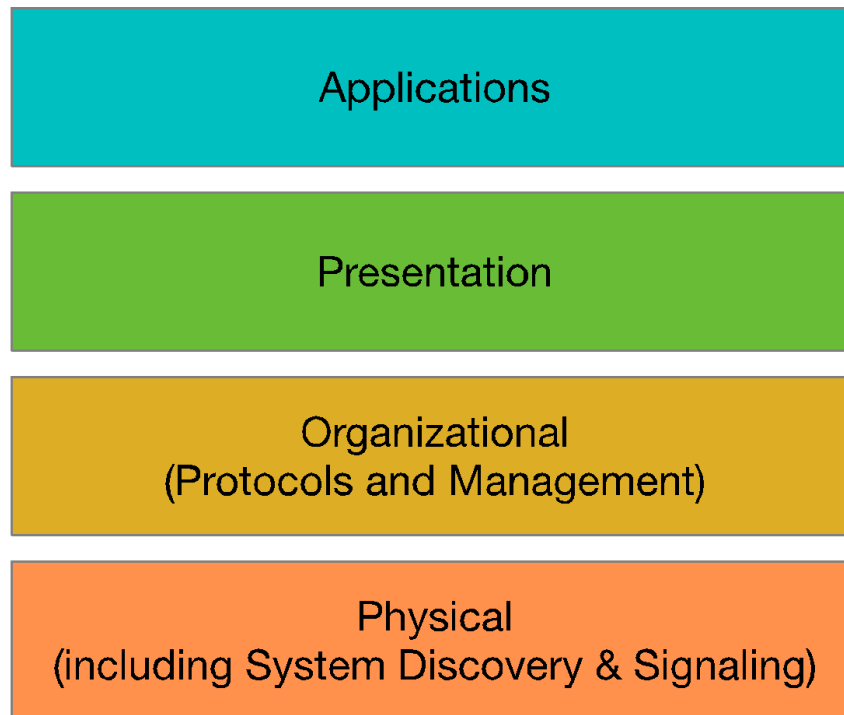 Applications
Presentation
Organizational
(Protocols and Management)
Physical
(including System Discovery & Signaling)